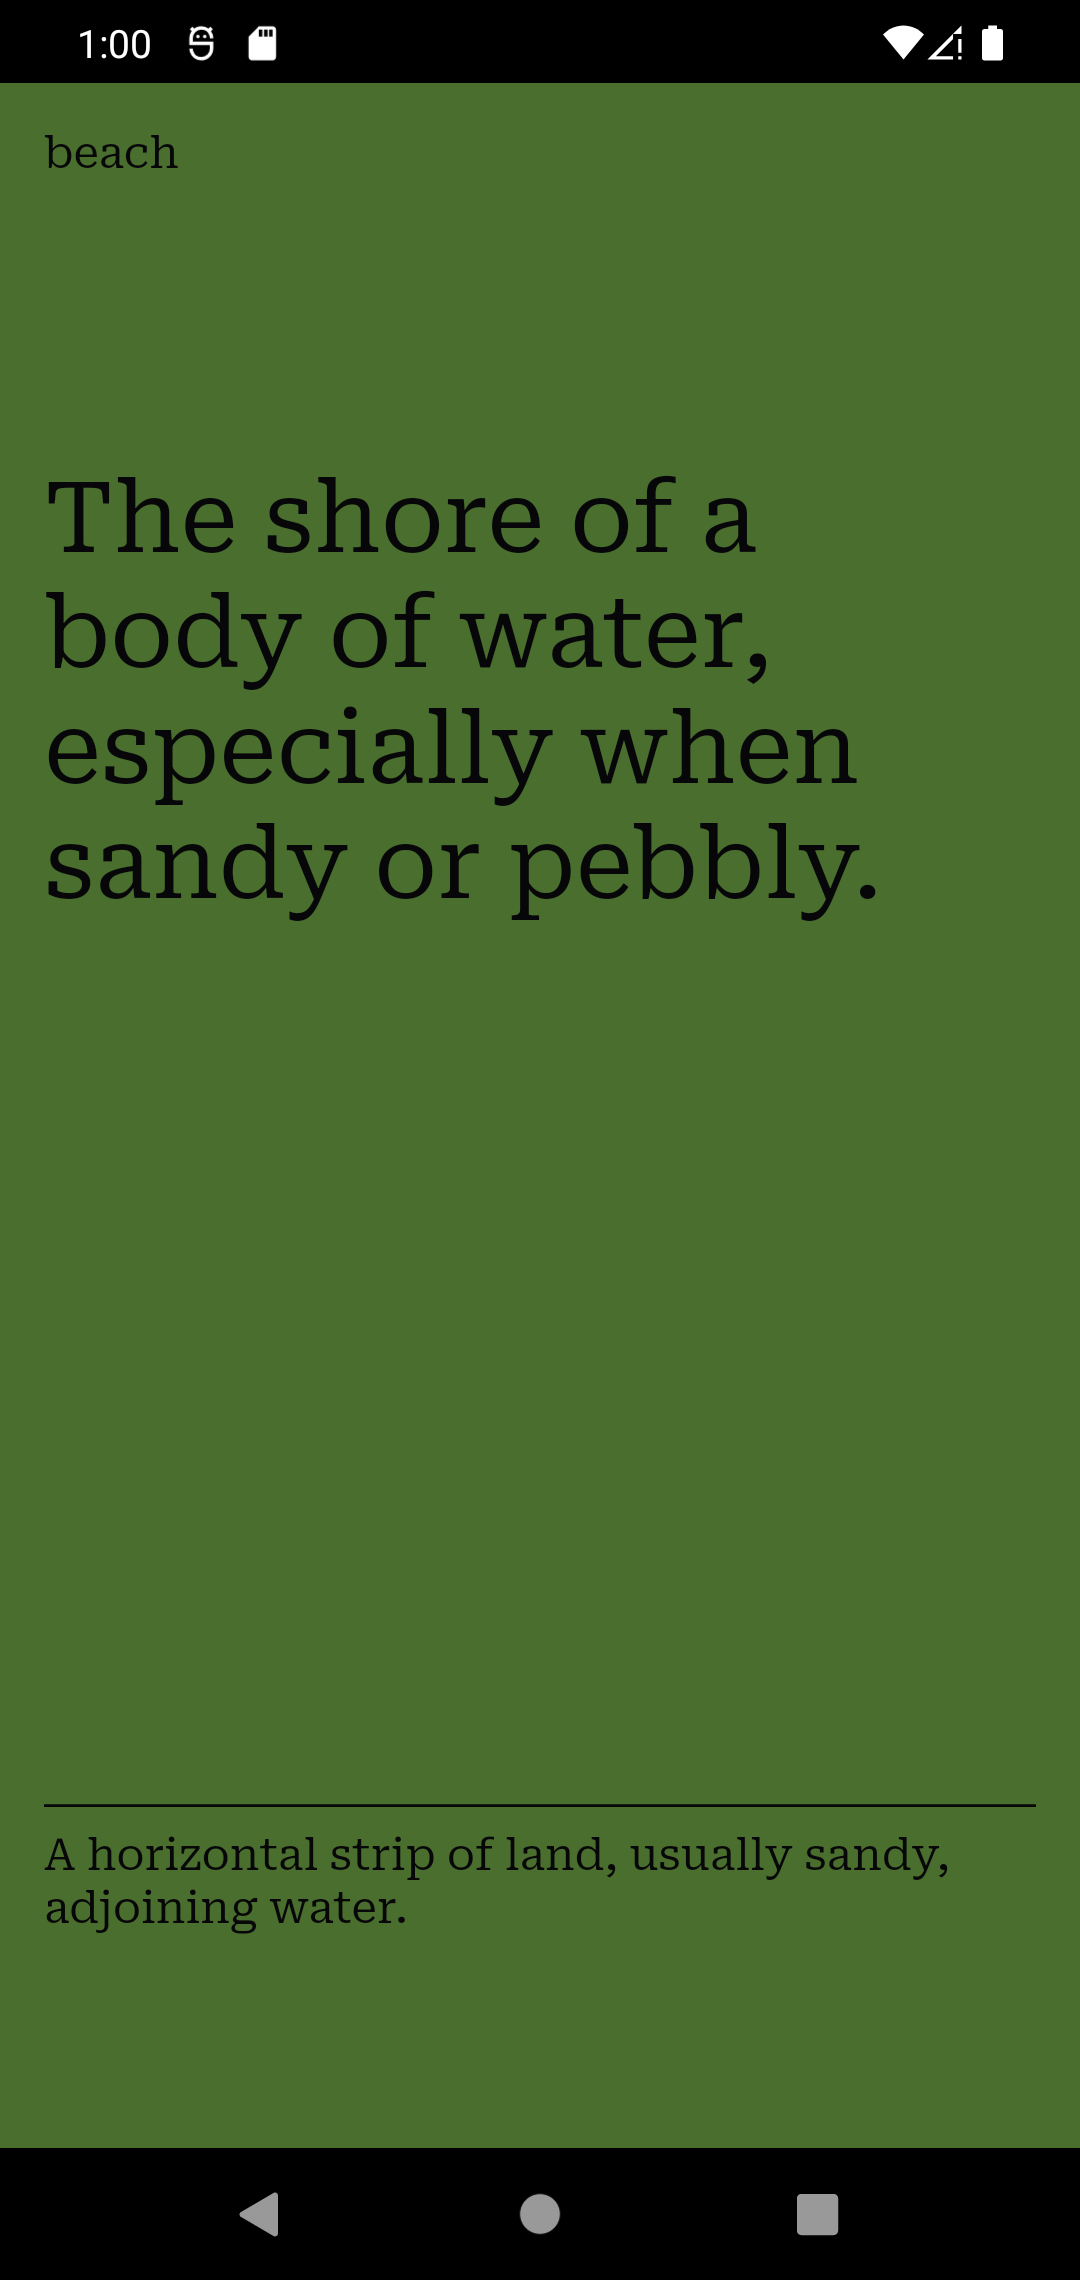 1:00
beach
The shore of a
body of water,
especially when
sandy or pebbly.
A horizontal strip of land, usually sandy,
adjoining water.